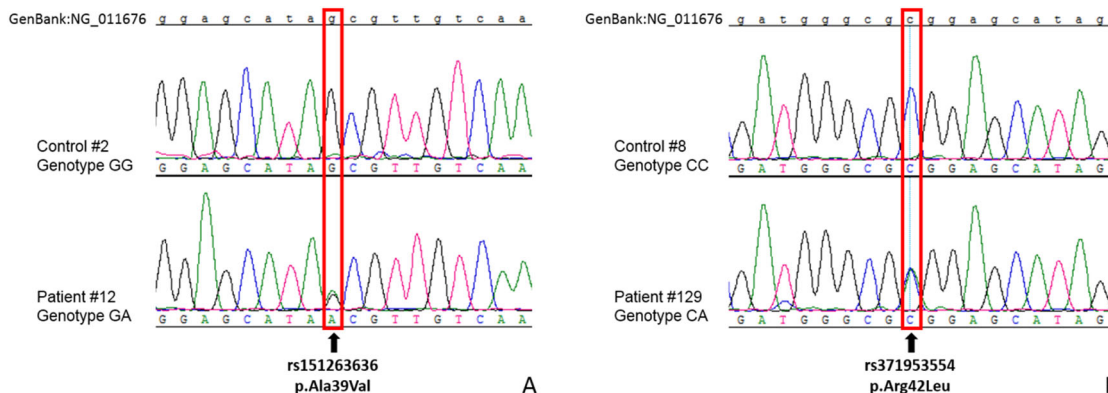 GenBank:NG_011676 g g a g c a t a g c g t t g t c a a
Control #2
Genotype GG
G G A G C A T A G C G T T G T C A A
Patient #12
Genotype GA
G G A G C A T A A C G T T G T C A A
rs151263636
p.Ala39Val
A
GenBank:NG_011676 g a t g g g c g c g g a g c a t a g
Control #8
Genotype CC
G A T G G G C G C G G A G C A T A G
Patient #129
Genotype CA
G A T G G G C G C G G A G C A T A G
rs371953554
p.Arg42Leu